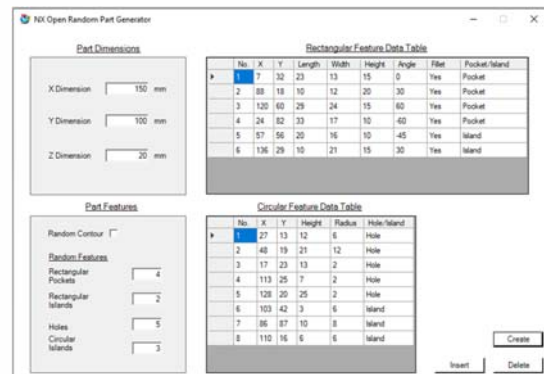 NX Open Random Part Generator
Part Dimensions
X Dimension 150 mm
Y Dimension 100 mm
Z Dimension 20 mm
Rectangular Feature Data Table
No. X Y Length Width Height Angle Fillet Pocket/Island
1 7 32 23 13 15 0 Yes Pocket
2 88 18 10 12 20 30 Yes Pocket
3 120 60 29 24 15 60 Yes Pocket
4 24 82 33 17 10 -60 Yes Pocket
5 57 56 20 16 10 -45 Yes Island
6 136 29 10 21 15 30 Yes Island
Part Features
Random Contour
Random Features
Rectangular
Pockets 4
Rectangular
Islands 2
Holes 5
Circular
Islands 3
Circular Feature Data Table
No. X Y Height Radius Hole/Island
1 27 13 12 6 Hole
2 48 19 21 12 Hole
3 17 23 13 2 Hole
4 113 25 7 2 Hole
5 128 20 25 2 Hole
6 103 42 3 6 Island
7 86 87 10 8 Island
8 110 16 6 6 Island
Create
Insert Delete